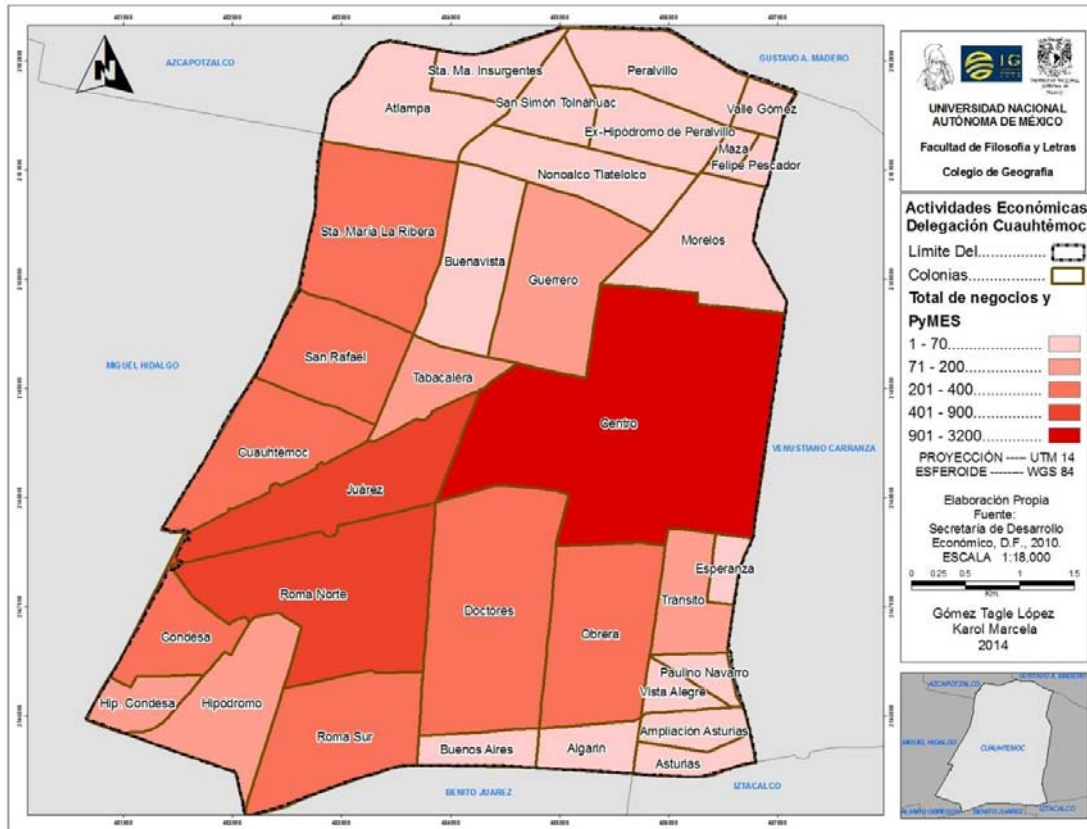 N
AZCAPOTZALCO
GUSTAVO A. MADERO
Sta. Ma. Insurgentes
Peralvillo
Atlampa
San Simón Tolnáhuac
Valle Gómez
Ex-Hipódromo de Peralvillo
Maza
Felipe Pescador
Nonoalco Tlatelolco
Sta. María La Ribera
Morelos
Buenavista
Guerrero
MIGUEL HIDALGO
San Rafael
Tabacalera
Centro
VENUSTIANO CARRANZA
Cuauhtémoc
Juárez
Esperanza
Roma Norte
Tránsito
Doctores
Obrera
Condesa
Paulino Navarro
Vista Alegre
Hip. Condesa
Hipódromo
Ampliación Asturias
Roma Sur
Buenos Aires
Algarín
Asturias
BENITO JUAREZ
IZTACALCO
IG
UNIVERSIDAD NACIONAL
AUTÓNOMA DE MÉXICO
Facultad de Filosofía y Letras
Colegio de Geografía
Actividades Económicas
Delegación Cuauhtémoc
Límite Del................
Colonias................
Total de negocios y
PyMES
1 - 70.....................
71 - 200.................
201 - 400...............
401 - 900...............
901 - 3200.............
PROYECCIÓN ----- UTM 14
ESFEROIDE -------- WGS 84
Elaboración Propia
Fuente:
Secretaría de Desarrollo
Económico, D.F., 2010.
ESCALA 1:18,000
0 0.25 0.5 1 1.5
Km.
Gómez Tagle López
Karol Marcela
2014
AZCAPOTZALCO
GUSTAVO A. MADERO
MIGUEL HIDALGO
CUAUHTEMOC
IZTACALCO
BENITO JUAREZ